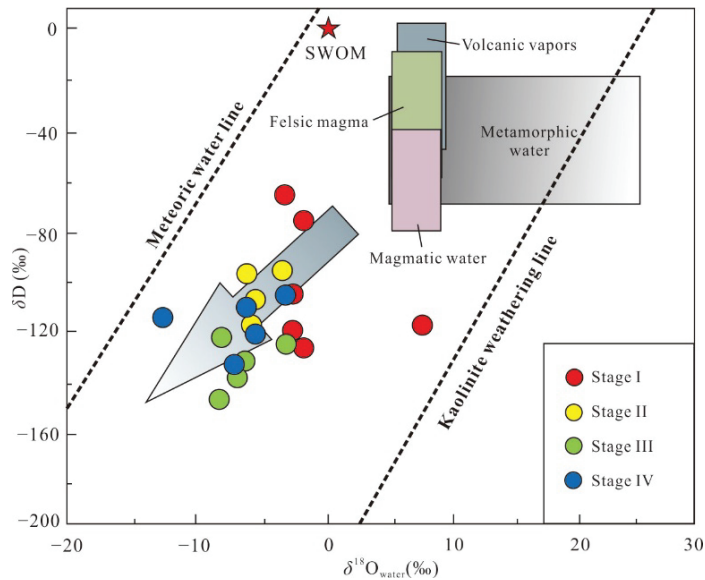 0
−40
−80
−120
−160
−200
δD (‰)
SWOM
Volcanic vapors
Felsic magma
Metamorphic
water
Magmatic water
Meteoric water line
Kaolinite weathering line
Stage I
Stage II
Stage III
Stage IV
−20
−10
0
10
20
30
δ¹⁸Owater(‰)